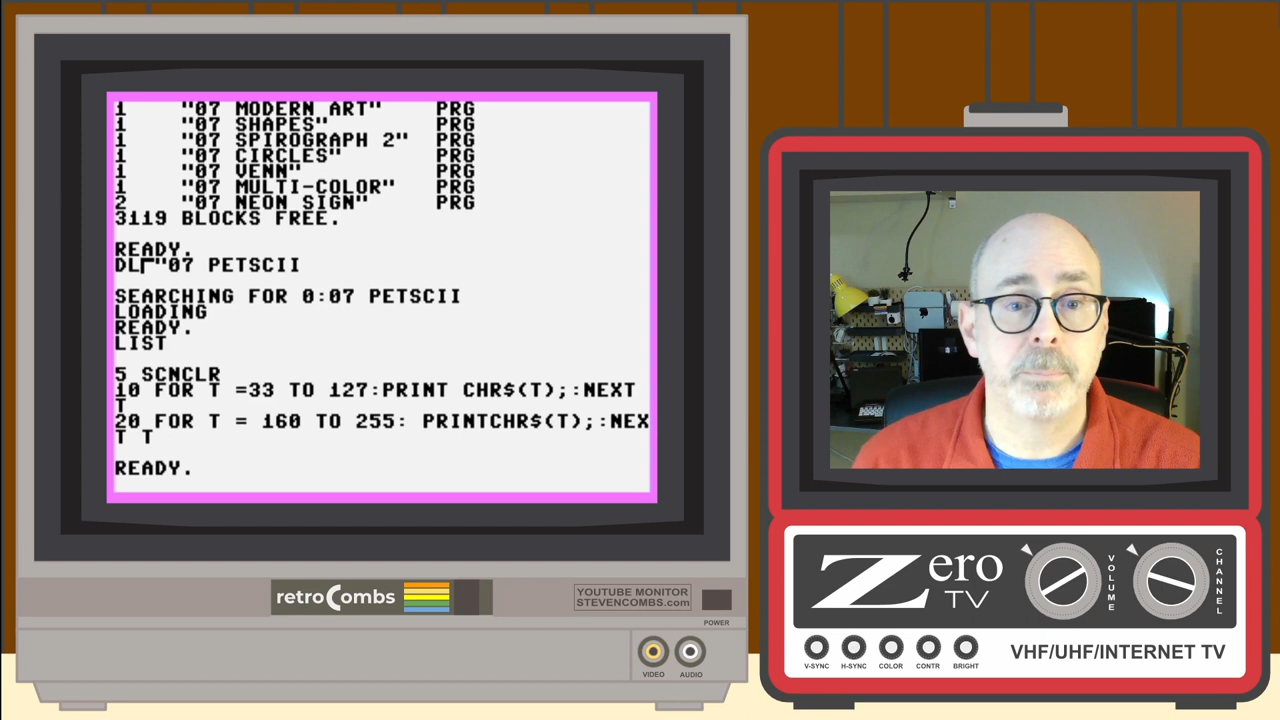 1    "07 MODERN ART"    PRG
1    "07 SHAPES"        PRG
1    "07 SPIROGRAPH 2"  PRG
1    "07 CIRCLES"       PRG
1    "07 VENN"          PRG
1    "07 MULTI-COLOR"   PRG
2    "07 NEON SIGN"     PRG
3119 BLOCKS FREE.
READY.
DL┌"07 PETSCII
SEARCHING FOR 0:07 PETSCII
LOADING
READY.
LIST
5 SCNCLR
10 FOR T =33 TO 127:PRINT CHR$(T);:NEXT
T
20 FOR T = 160 TO 255: PRINTCHR$(T);:NEX
T T
READY.
retroCombs
YOUTUBE MONITOR
STEVENCOMBS.com
POWER
VIDEO AUDIO
Zero
TV
VOLUME
CHANNEL
V-SYNC H-SYNC COLOR CONTR BRIGHT
VHF/UHF/INTERNET TV